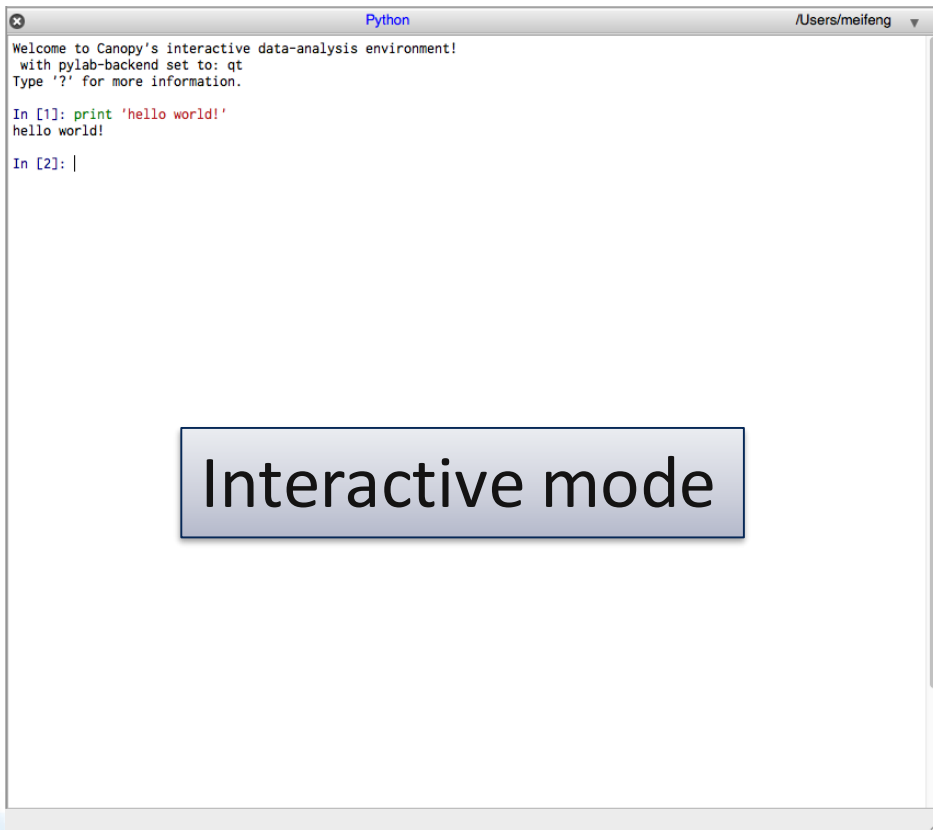 Python /Users/meifeng
Welcome to Canopy's interactive data-analysis environment!
 with pylab-backend set to: qt
Type '?' for more information.
In [1]: print 'hello world!'
hello world!
In [2]:
Interactive mode